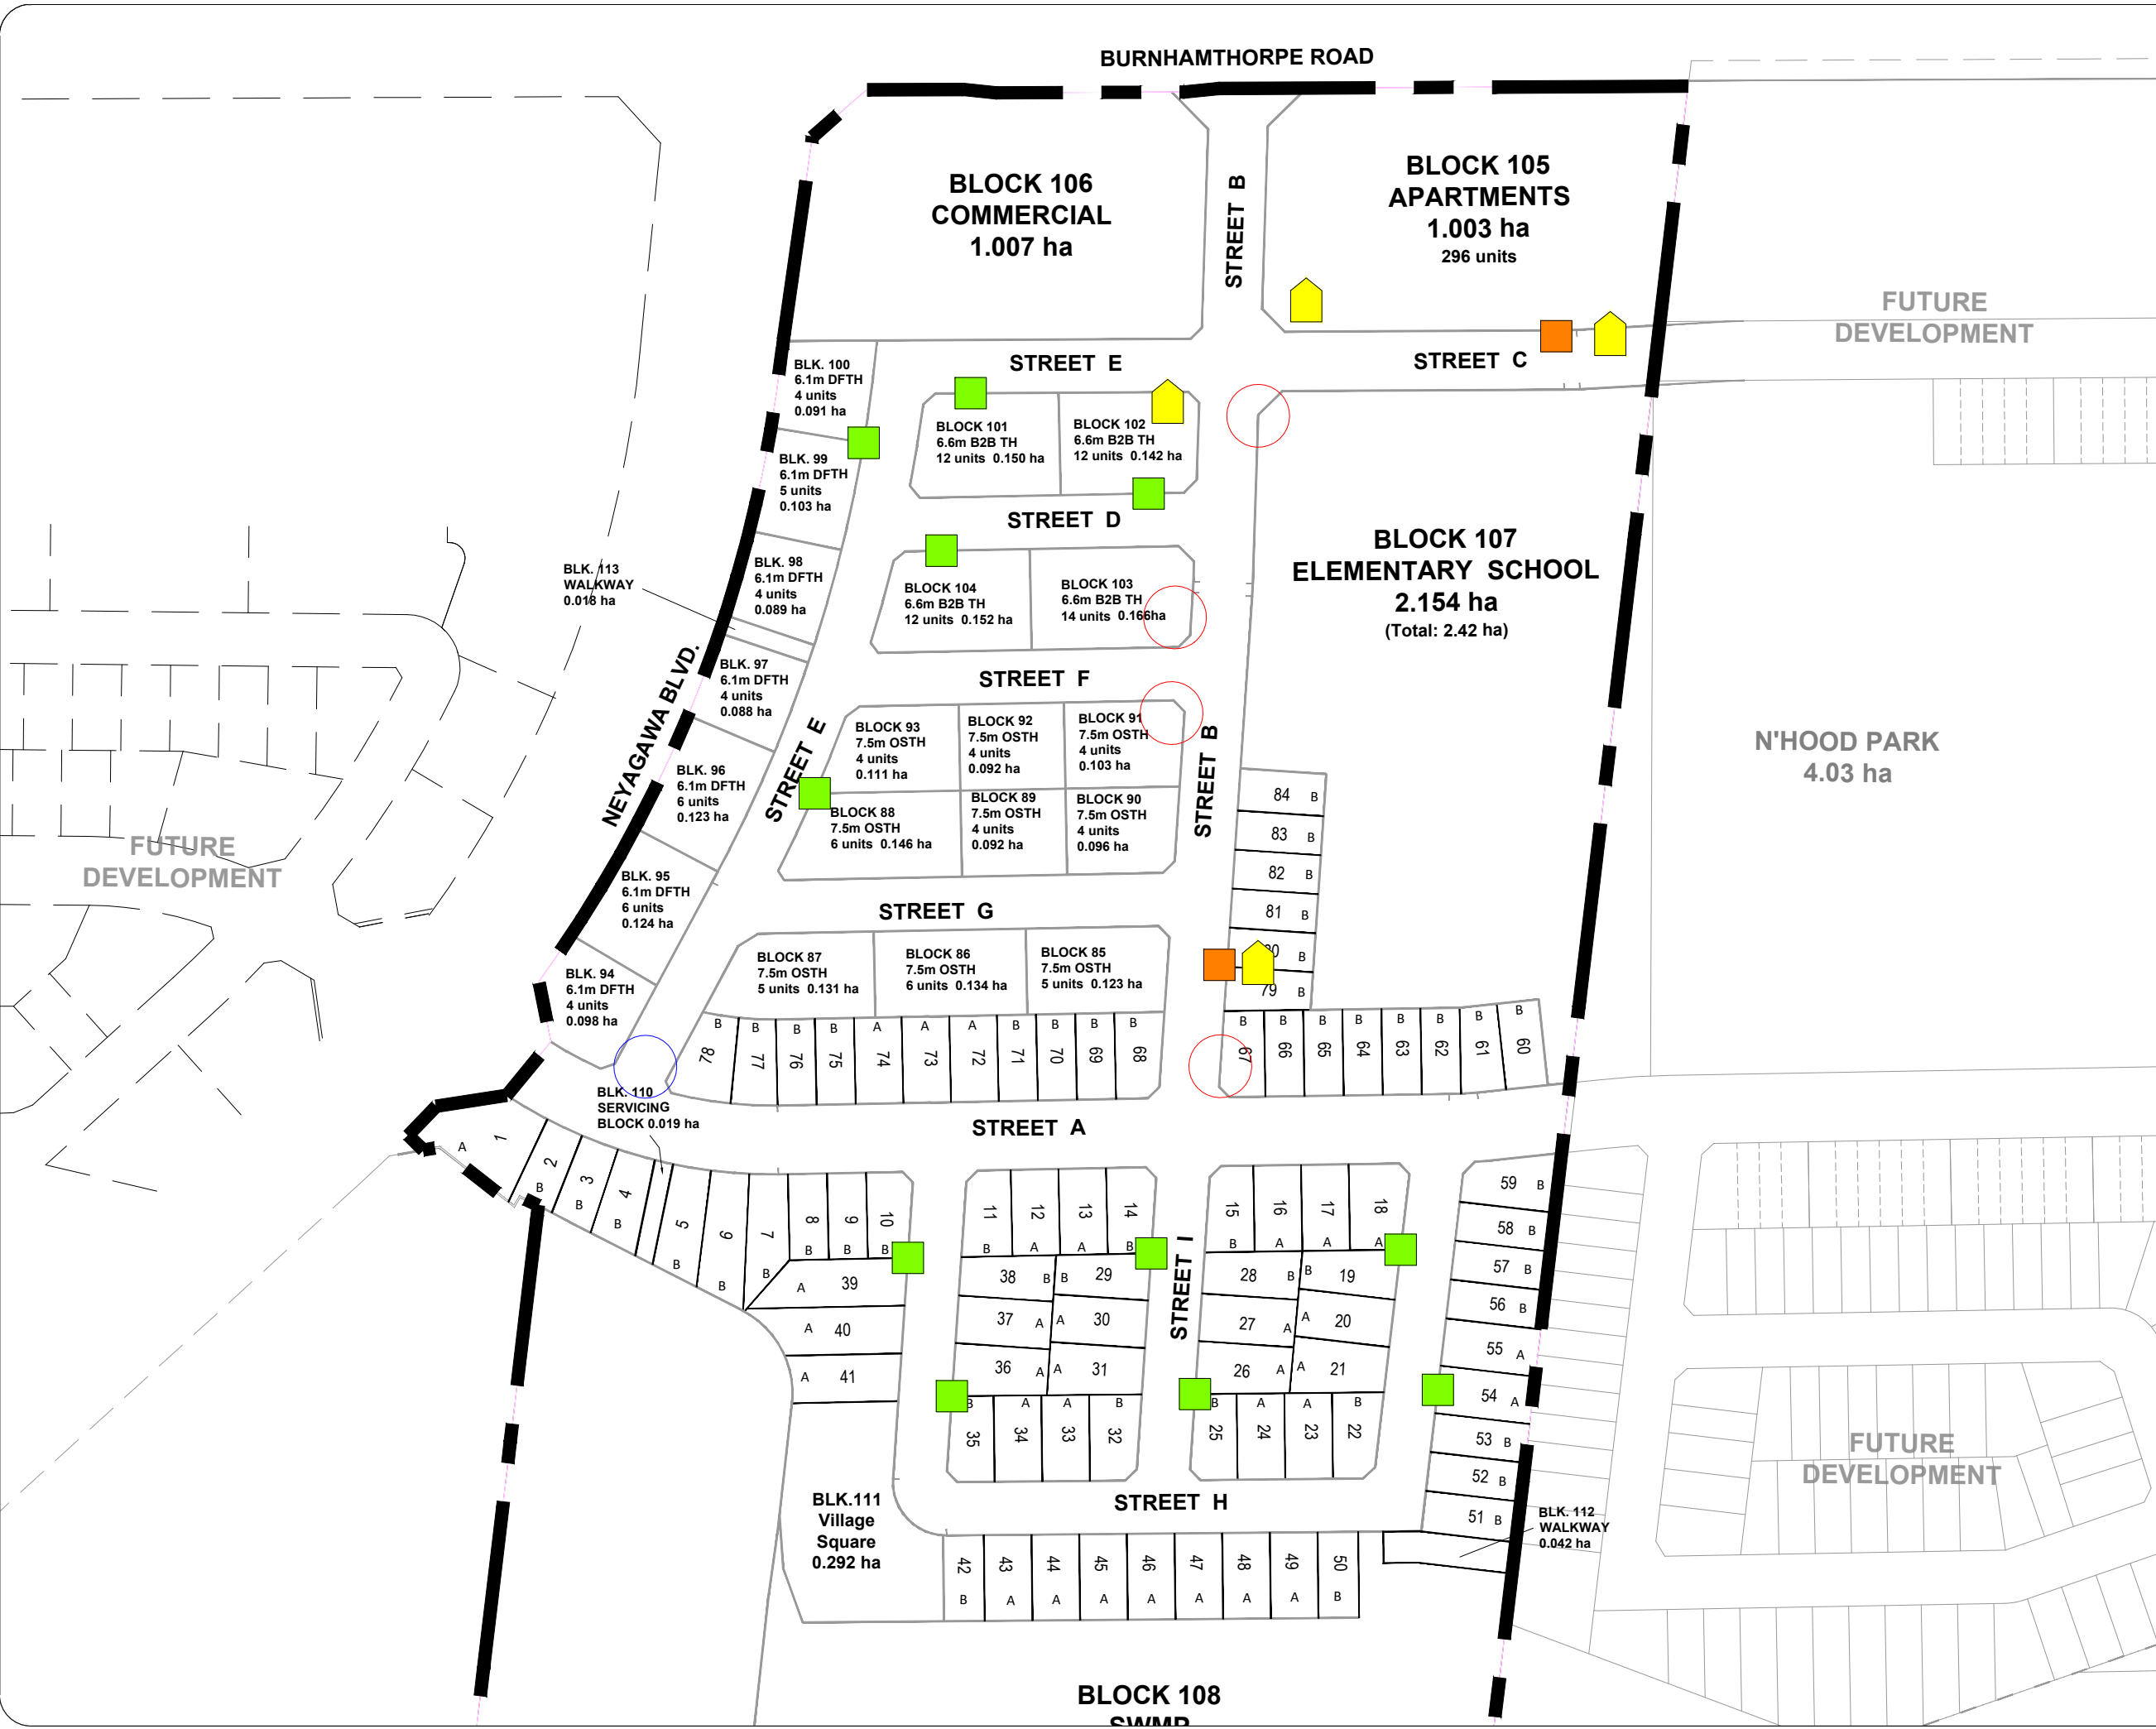 BURNHAMTHORPE ROAD
BLOCK 106
COMMERCIAL
1.007 ha
STREET B
BLOCK 105
APARTMENTS
1.003 ha
296 units
FUTURE
DEVELOPMENT
STREET E
STREET C
BLK. 100
6.1m DFTH
4 units
0.091 ha
BLOCK 101
6.6m B2B TH
12 units 0.150 ha
BLOCK 102
6.6m B2B TH
12 units 0.142 ha
BLK. 99
6.1m DFTH
5 units
0.103 ha
STREET D
BLOCK 107
ELEMENTARY SCHOOL
2.154 ha
(Total: 2.42 ha)
BLK. 113
WALKWAY
0.018 ha
BLK. 98
6.1m DFTH
4 units
0.089 ha
BLOCK 104
6.6m B2B TH
12 units 0.152 ha
BLOCK 103
6.6m B2B TH
14 units 0.166ha
NEYAGAWA BLVD.
BLK. 97
6.1m DFTH
4 units
0.088 ha
STREET F
STREET E
BLOCK 93
7.5m OSTH
4 units
0.111 ha
BLOCK 92
7.5m OSTH
4 units
0.092 ha
BLOCK 91
7.5m OSTH
4 units
0.103 ha
STREET B
N'HOOD PARK
4.03 ha
BLK. 96
6.1m DFTH
6 units
0.123 ha
BLOCK 88
7.5m OSTH
6 units 0.146 ha
BLOCK 89
7.5m OSTH
4 units
0.092 ha
BLOCK 90
7.5m OSTH
4 units
0.096 ha
84 B
83 B
82 B
81 B
B
79 B
FUTURE
DEVELOPMENT
BLK. 95
6.1m DFTH
6 units
0.124 ha
STREET G
BLOCK 87
7.5m OSTH
5 units 0.131 ha
BLOCK 86
7.5m OSTH
6 units 0.134 ha
BLOCK 85
7.5m OSTH
5 units 0.123 ha
BLK. 94
6.1m DFTH
4 units
0.098 ha
B B B B A A A B B B B
78 77 76 75 74 73 72 71 70 69 68
B B B B B B B B
67 66 65 64 63 62 61 60
BLK. 110
SERVICING
BLOCK 0.019 ha
STREET A
A 1
2 B
3 B
4 B
5 B
6 B
7 B
8 9 10
B B B
11 12 13 14
B A A B
15 16 17 18
B A A A
A 39
A 40
A 41
38 B B 29
37 A A 30
36 A A 31
B A A B
35 34 33 32
STREET I
28 B B 19
27 A A 20
26 A A 21
B A A B
25 24 23 22
59 B
58 B
57 B
56 B
55 A
54 A
53 B
52 B
51 B
FUTURE
DEVELOPMENT
BLK.111
Village
Square
0.292 ha
STREET H
BLK. 112
WALKWAY
0.042 ha
42 43 44 45 46 47 48 49 50
B A A A A A A A B
BLOCK 108
SWMP